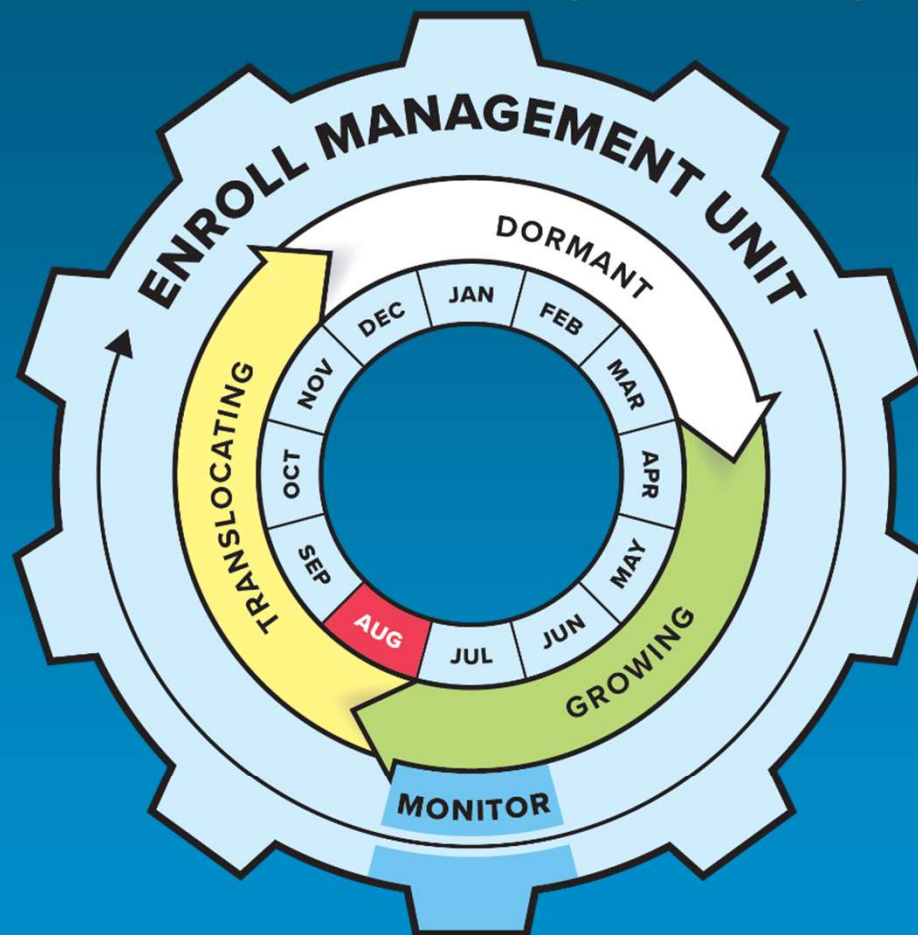 ENROLL MANAGEMENT UNIT
DORMANT
TRANSLOCATING
GROWING
JAN
FEB
MAR
APR
MAY
JUN
JUL
AUG
SEP
OCT
NOV
DEC
MONITOR